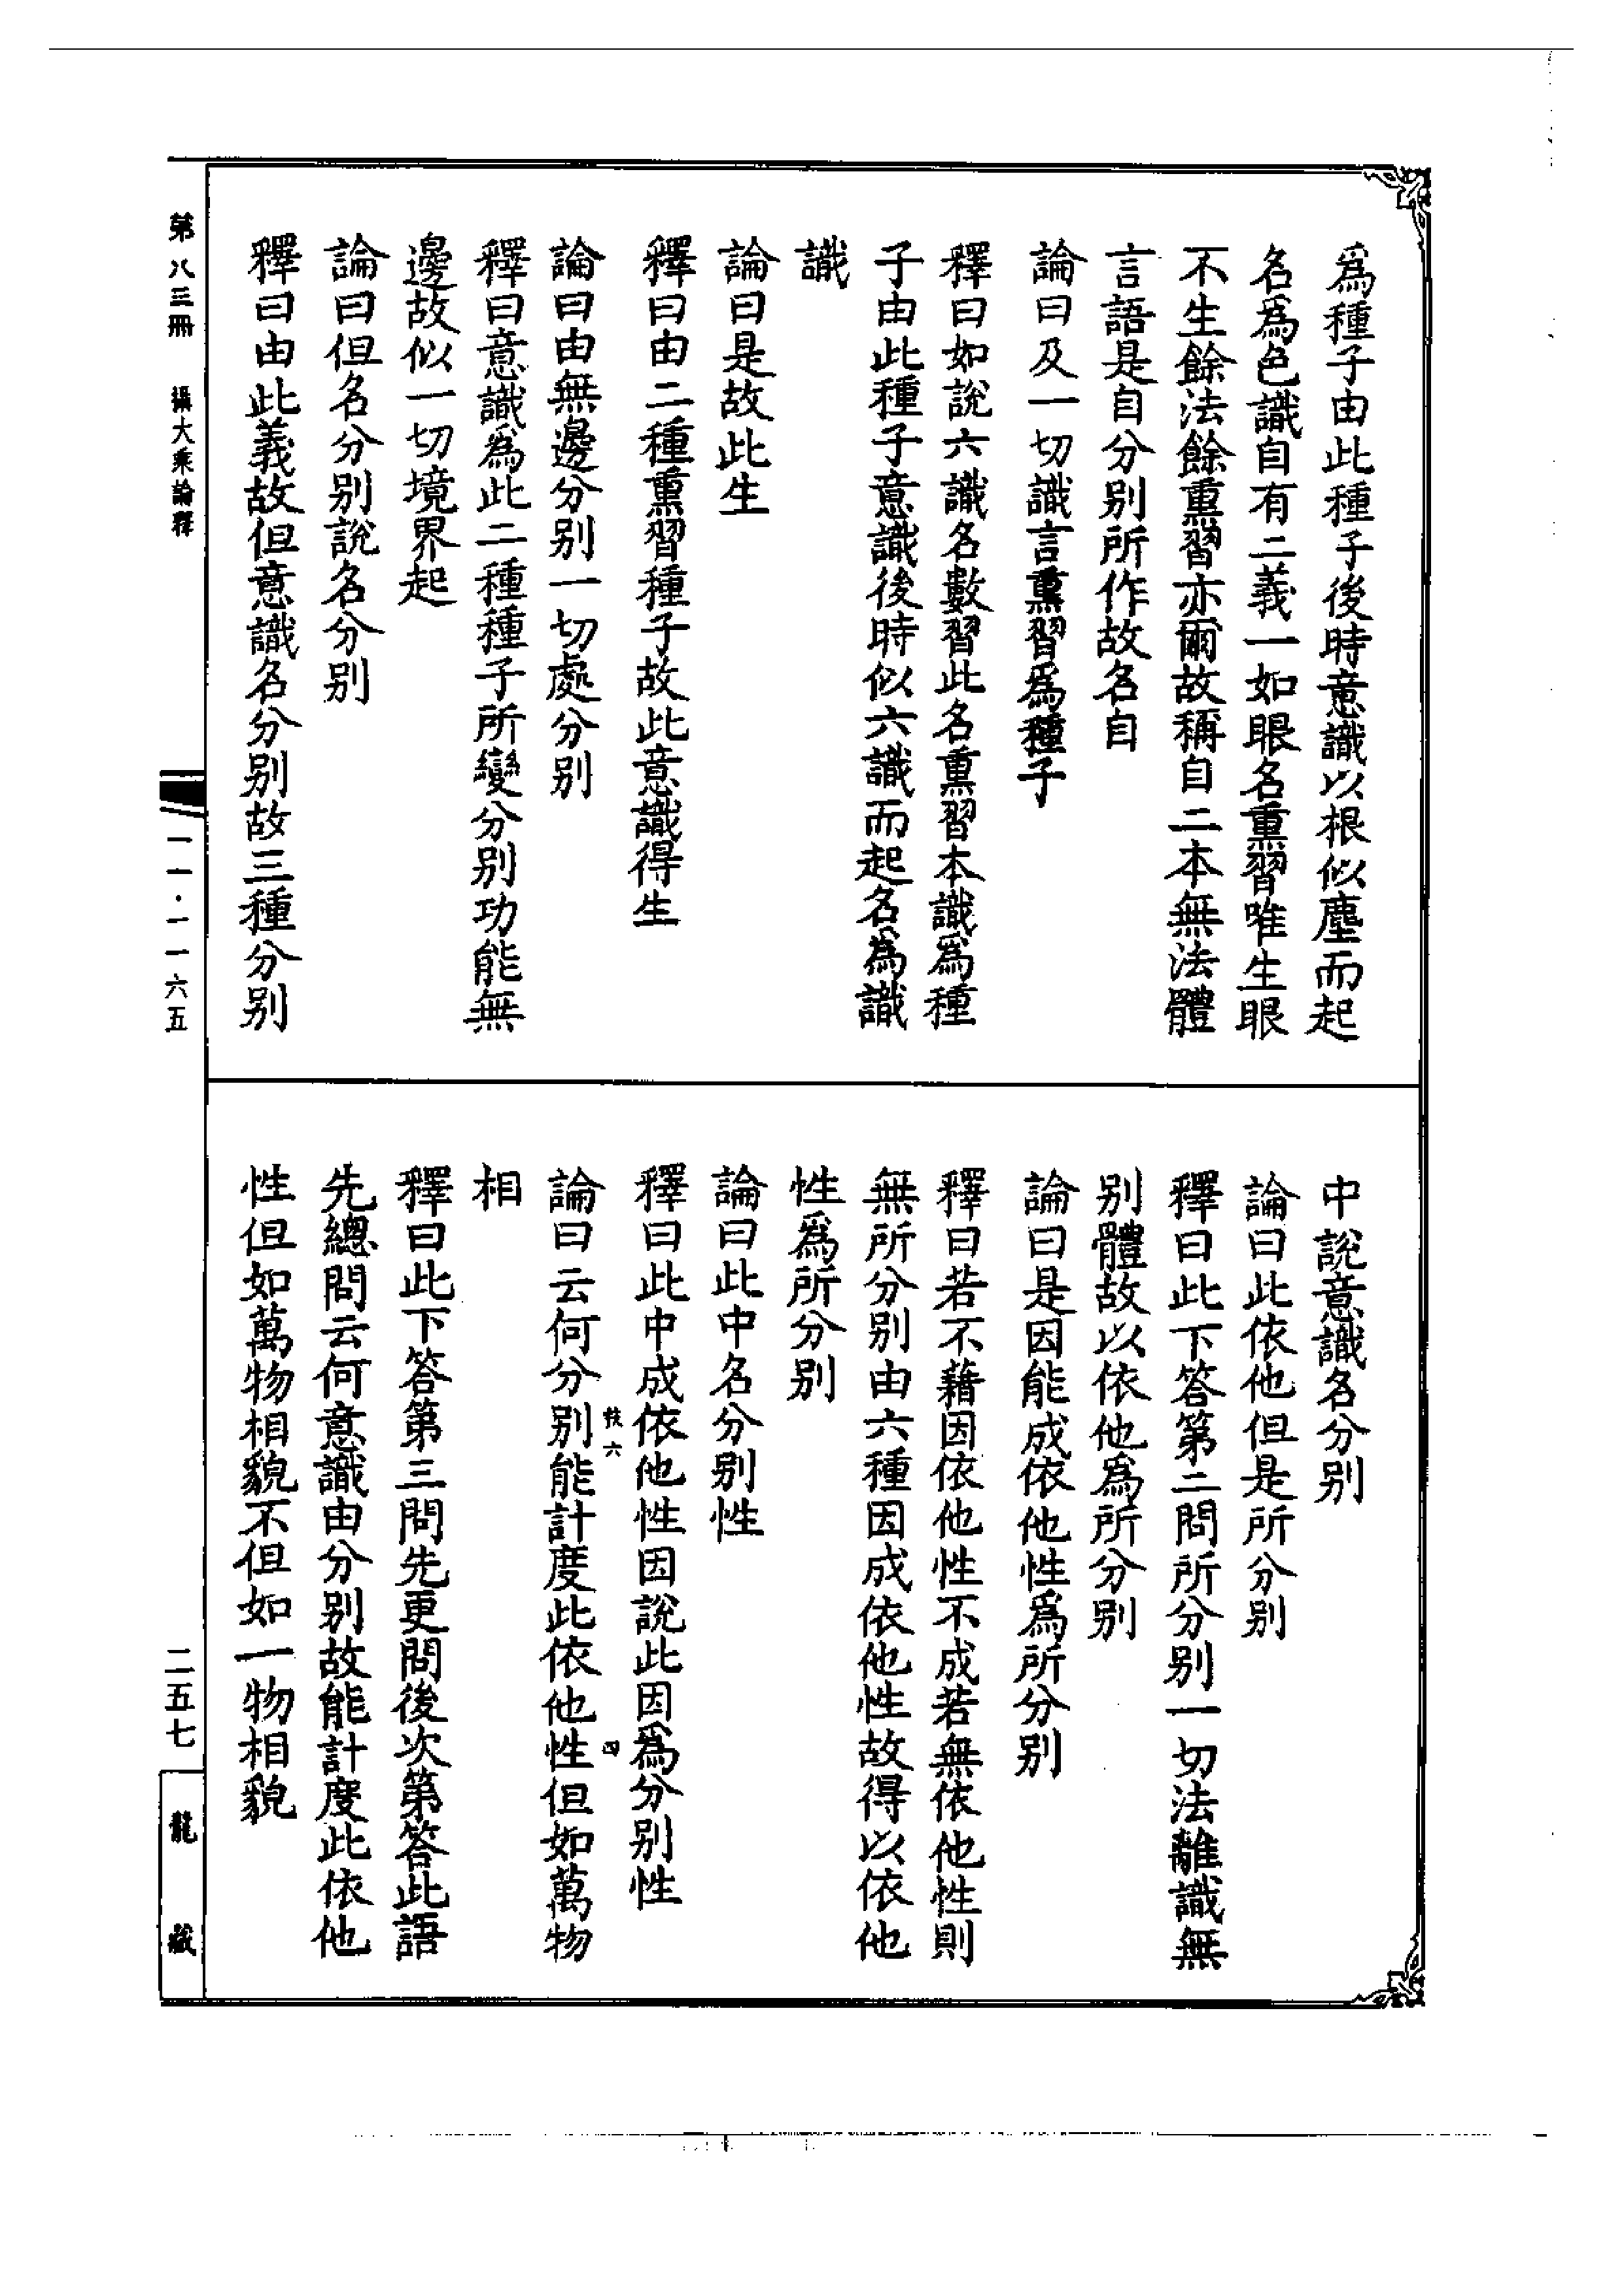 爲種子由此種子後時意識以根似塵而起
名爲色識自有二義一如眼名熏習唯生眼
不生餘法餘熏習亦爾故稱自二本無法體
言語是自分別所作故名自
論曰及一切識言熏習爲種子
釋曰如說六識名數習此名熏習本識爲種
子由此種子意識後時似六識而起名為識
識
論曰是故此生
釋曰由二種熏習種子故此意識得生
論曰由無邊分別一切處分別
釋曰意識爲此二種種子所變分別功能無
邊故似一切境界起
論曰但名分別說名分別
釋曰由此義故但意識名分別故三種分別
中說意識名分別
論曰此依他但是所分別
釋曰此下答第二問所分別一切法離識無
別體故以依他爲所分別
論曰是因能成依他性爲所分別
釋曰若不藉因依他性不成若無依他性則
無所分別由六種因成依他性故得以依他
性爲所分別
論曰此中名分別性
釋曰此中成依他性因說此因爲分別性
論曰云何分別能計度此依他性但如萬物
相
釋曰此下答第三問先更問後次第答此語
先總問云何意識由分別故能計度此依他
性但如萬物相貌不但如一物相貌
六 四
第八三冊 攝大乘論釋
一一·一一六五
二五七
龍藏